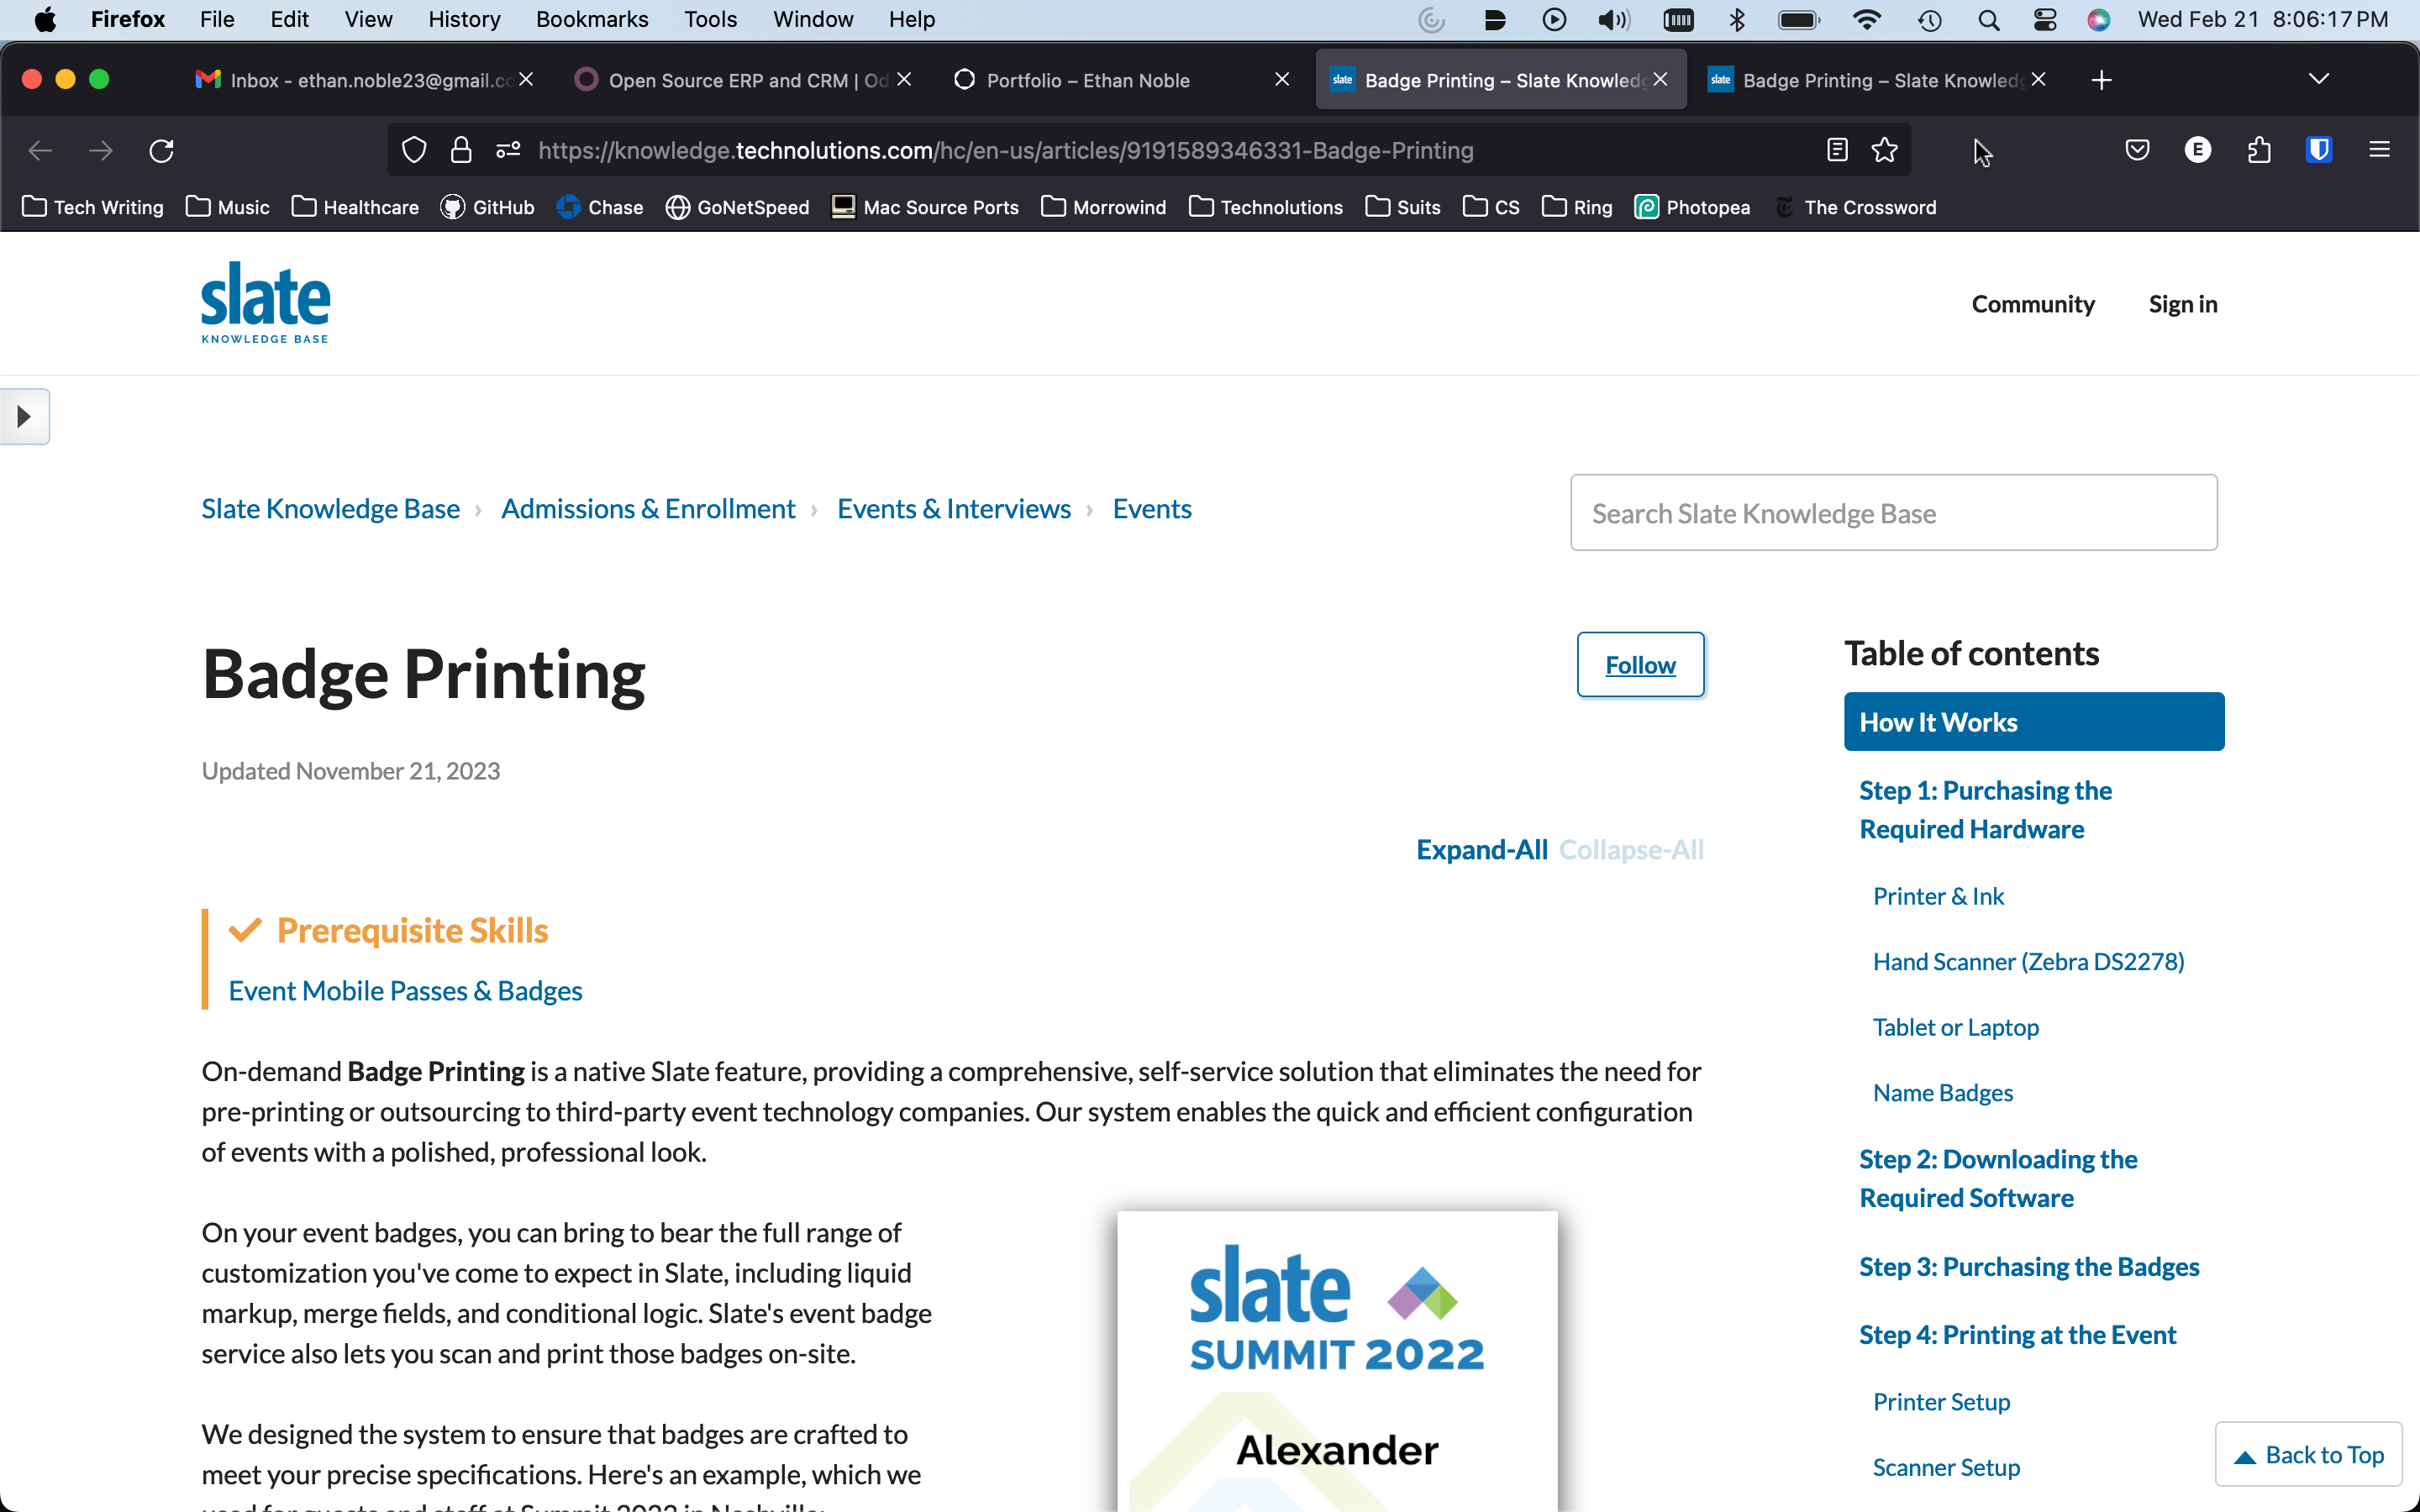 Firefox File Edit View History Bookmarks Tools Window Help Wed Feb 21 8:06:17 PM
Inbox - ethan.noble23@gmail.co Open Source ERP and CRM | Od Portfolio – Ethan Noble Badge Printing – Slate Knowledg Badge Printing – Slate Knowledg
https://knowledge.technolutions.com/hc/en-us/articles/9191589346331-Badge-Printing
E
Tech Writing Music Healthcare GitHub Chase GoNetSpeed Mac Source Ports Morrowind Technolutions Suits CS Ring Photopea The Crossword
slate
KNOWLEDGE BASE
Community Sign in
Slate Knowledge Base › Admissions & Enrollment › Events & Interviews › Events
Search Slate Knowledge Base
Badge Printing
Follow
Updated November 21, 2023
Expand-All Collapse-All
Prerequisite Skills
Event Mobile Passes & Badges
On-demand Badge Printing is a native Slate feature, providing a comprehensive, self-service solution that eliminates the need for
pre-printing or outsourcing to third-party event technology companies. Our system enables the quick and efficient configuration
of events with a polished, professional look.
On your event badges, you can bring to bear the full range of
customization you've come to expect in Slate, including liquid
markup, merge fields, and conditional logic. Slate's event badge
service also lets you scan and print those badges on-site.
We designed the system to ensure that badges are crafted to
meet your precise specifications. Here's an example, which we
slate
SUMMIT 2022
Alexander
Table of contents
How It Works
Step 1: Purchasing the
Required Hardware
Printer & Ink
Hand Scanner (Zebra DS2278)
Tablet or Laptop
Name Badges
Step 2: Downloading the
Required Software
Step 3: Purchasing the Badges
Step 4: Printing at the Event
Printer Setup
Scanner Setup
Back to Top